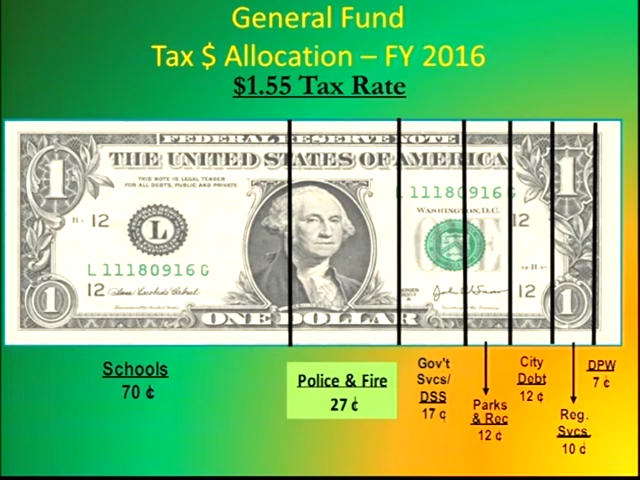 General Fund
Tax $ Allocation – FY 2016
$1.55 Tax Rate
FEDERAL RESERVE NOTE
THE UNITED STATES OF AMERICA
THIS NOTE IS LEGAL TENDER
FOR ALL DEBTS, PUBLIC AND PRIVATE
L 11180916 G
WASHINGTON, D.C.
1
1
12
12
L
L 11180916 G
12
12
1
1
ONE DOLLAR
Schools
70 ¢
Police & Fire
27 ¢
Gov't
Svcs/
DSS
17 ¢
Parks
& Rec
12 ¢
City
Debt
12 ¢
Reg.
Svcs.
10 ¢
DPW
7 ¢